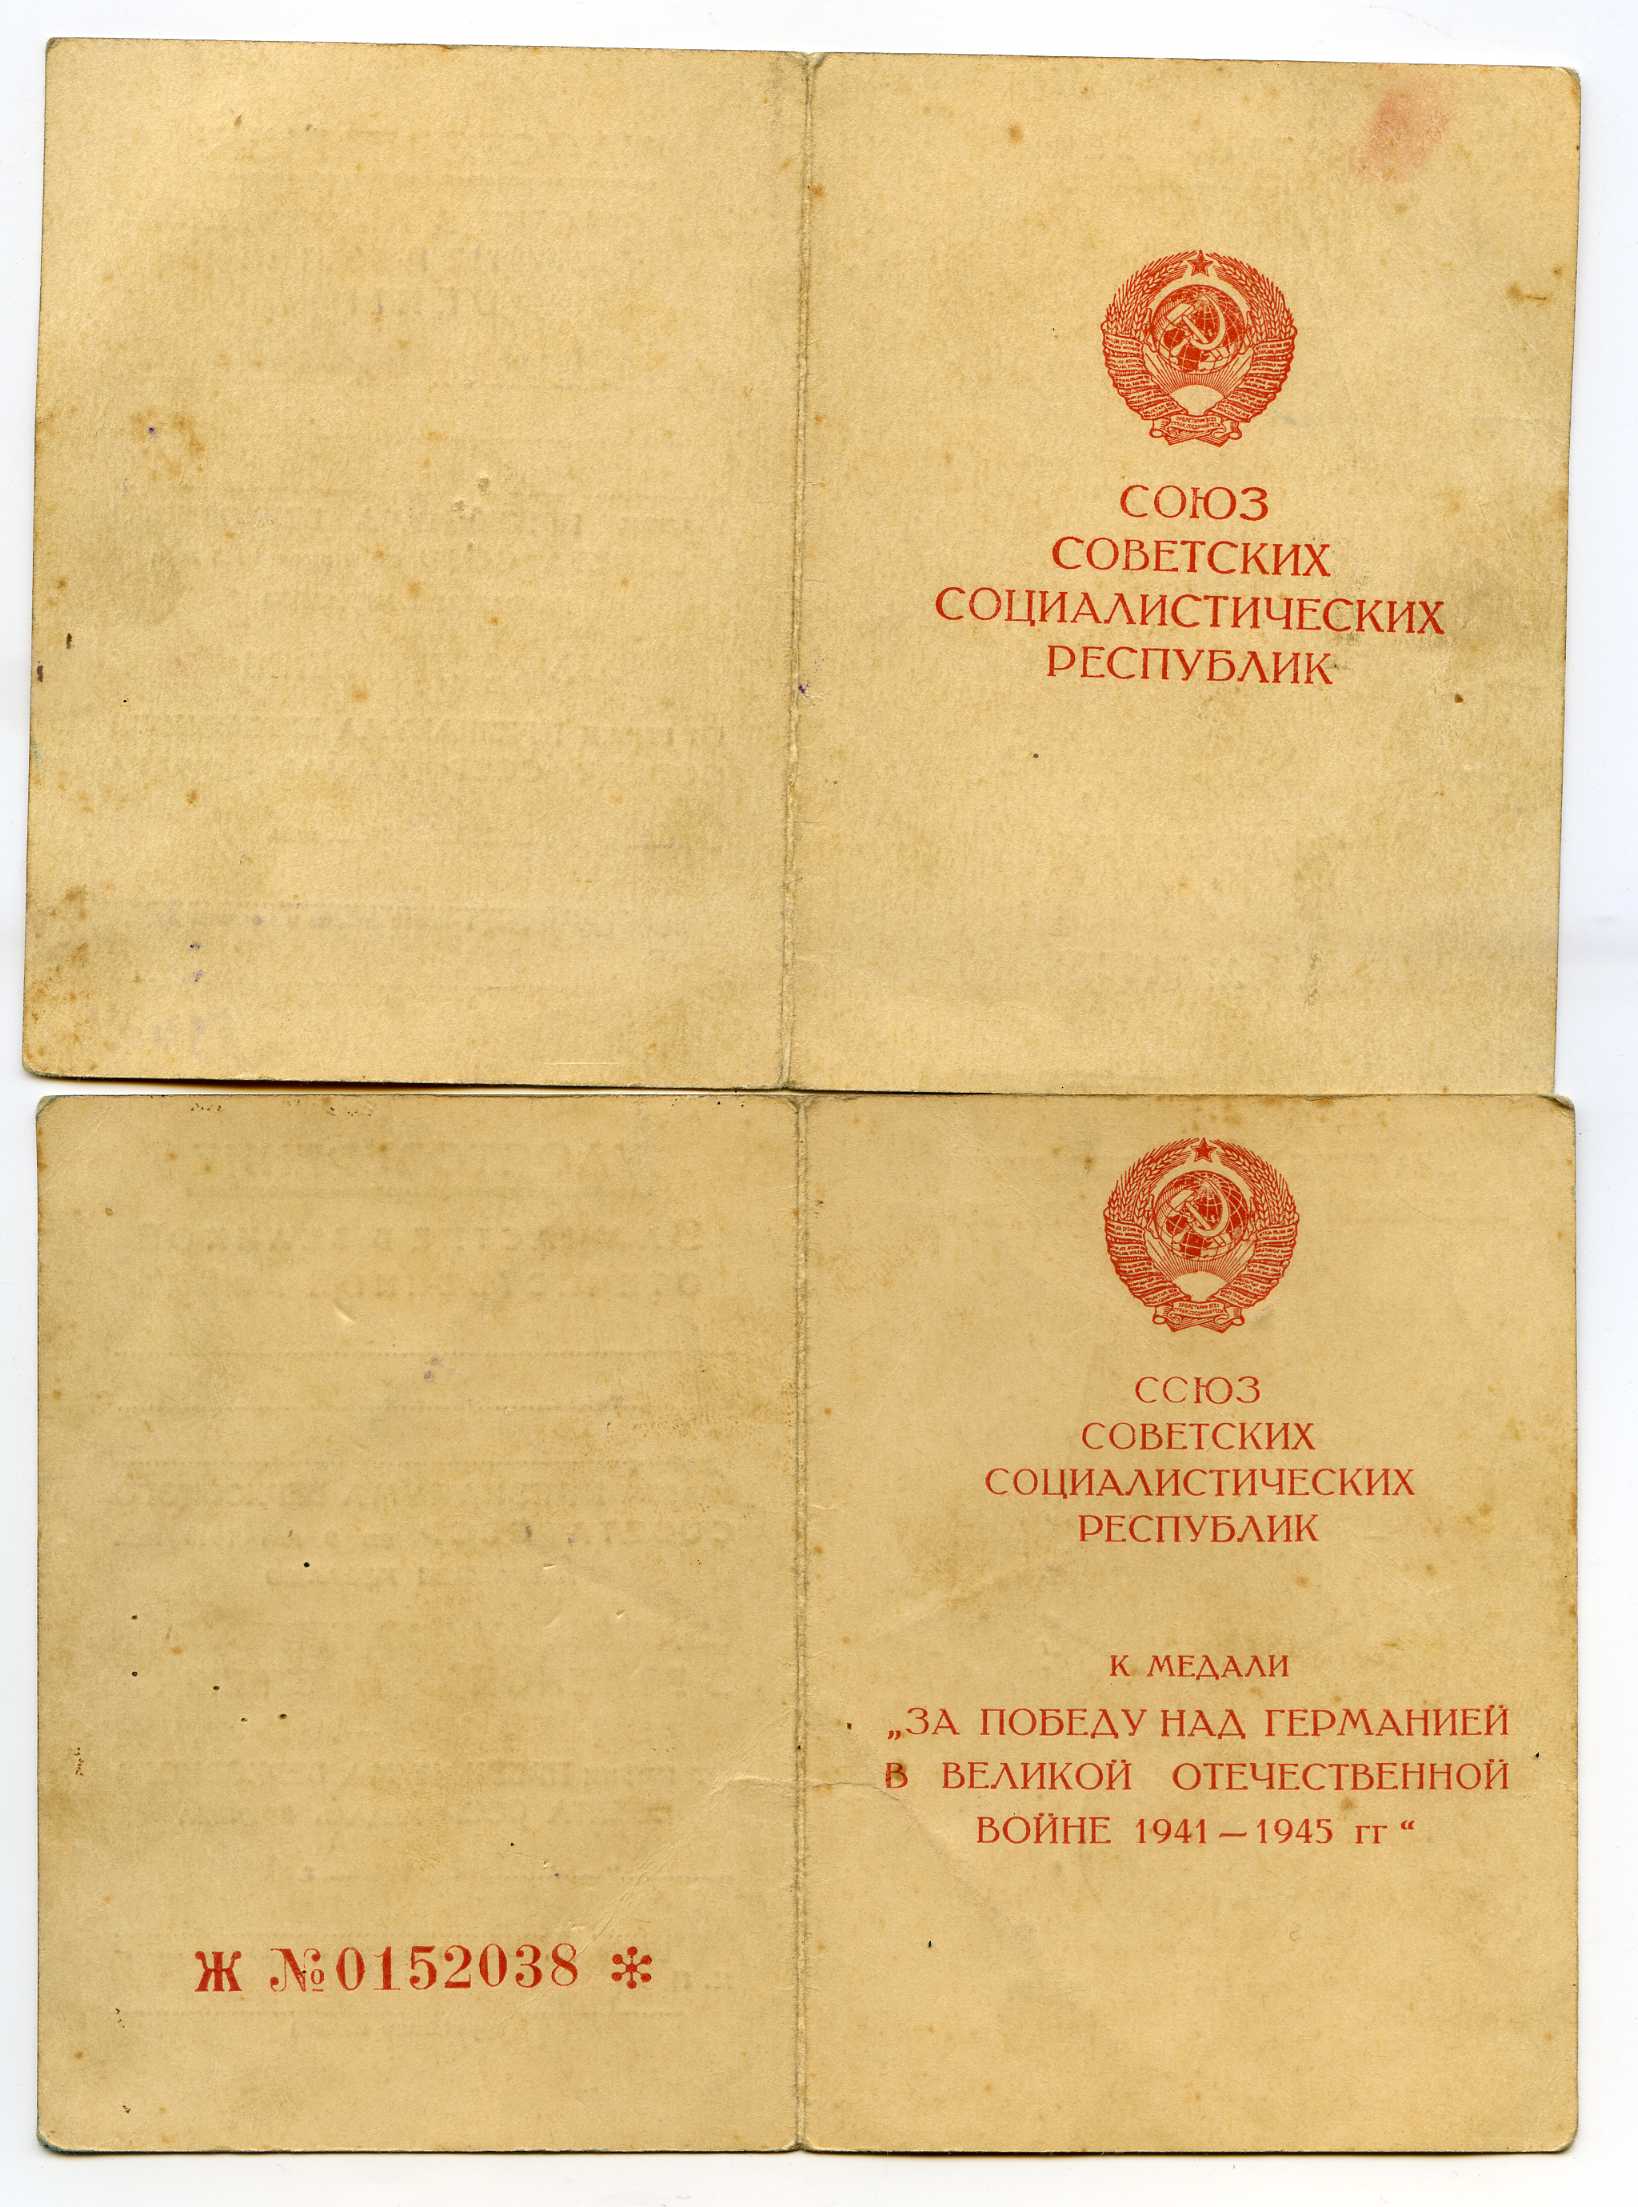 СОЮЗ
СОВЕТСКИХ
СОЦИАЛИСТИЧЕСКИХ
РЕСПУБЛИК
ССЮЗ
СОВЕТСКИХ
СОЦИАЛИСТИЧЕСКИХ
РЕСПУБЛИК
К МЕДАЛИ
„ЗА ПОБЕДУ НАД ГЕРМАНИЕЙ
В ВЕЛИКОЙ ОТЕЧЕСТВЕННОЙ
ВОЙНЕ 1941 — 1945 гг “
Ж №0152038 *